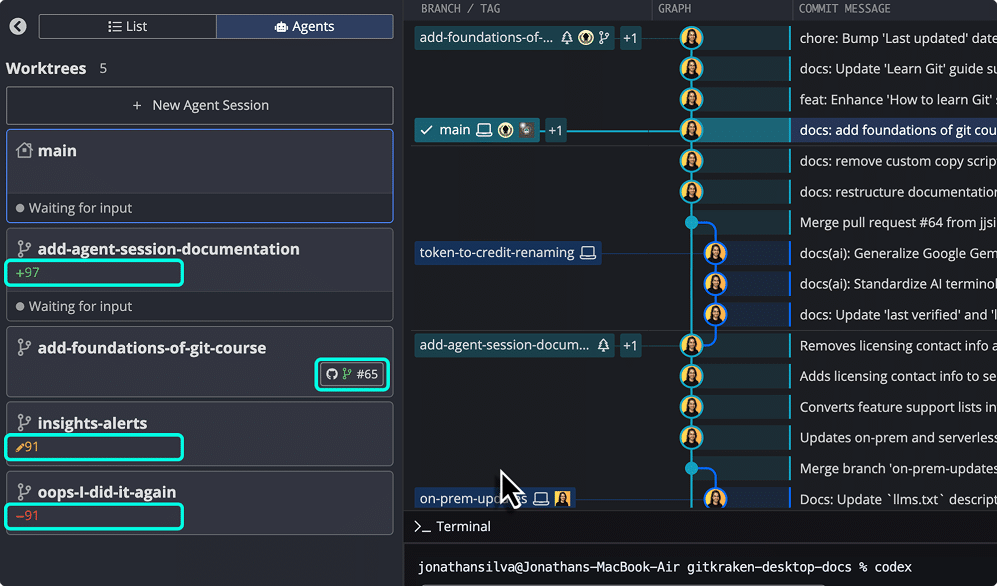 List
Agents
Worktrees 5
+ New Agent Session
main
Waiting for input
add-agent-session-documentation
+97
Waiting for input
add-foundations-of-git-course
#65
insights-alerts
91
oops-I-did-it-again
−91
BRANCH / TAG GRAPH COMMIT MESSAGE
add-foundations-of-... +1 chore: Bump 'Last updated' date
docs: Update 'Learn Git' guide su
feat: Enhance 'How to learn Git'
main +1 docs: add foundations of git cou
docs: remove custom copy scrip
docs: restructure documentation
Merge pull request #64 from jjsi
token-to-credit-renaming docs(ai): Generalize Google Gem
docs(ai): Standardize AI terminol
docs: Update 'last verified' and 'l
add-agent-session-docum... +1 Removes licensing contact info a
Adds licensing contact info to se
Converts feature support lists in
Updates on-prem and serverless
Merge branch 'on-prem-updates
on-prem-up Docs: Update `llms.txt` descript
>_ Terminal
jonathansilva@Jonathans-MacBook-Air gitkraken-desktop-docs % codex